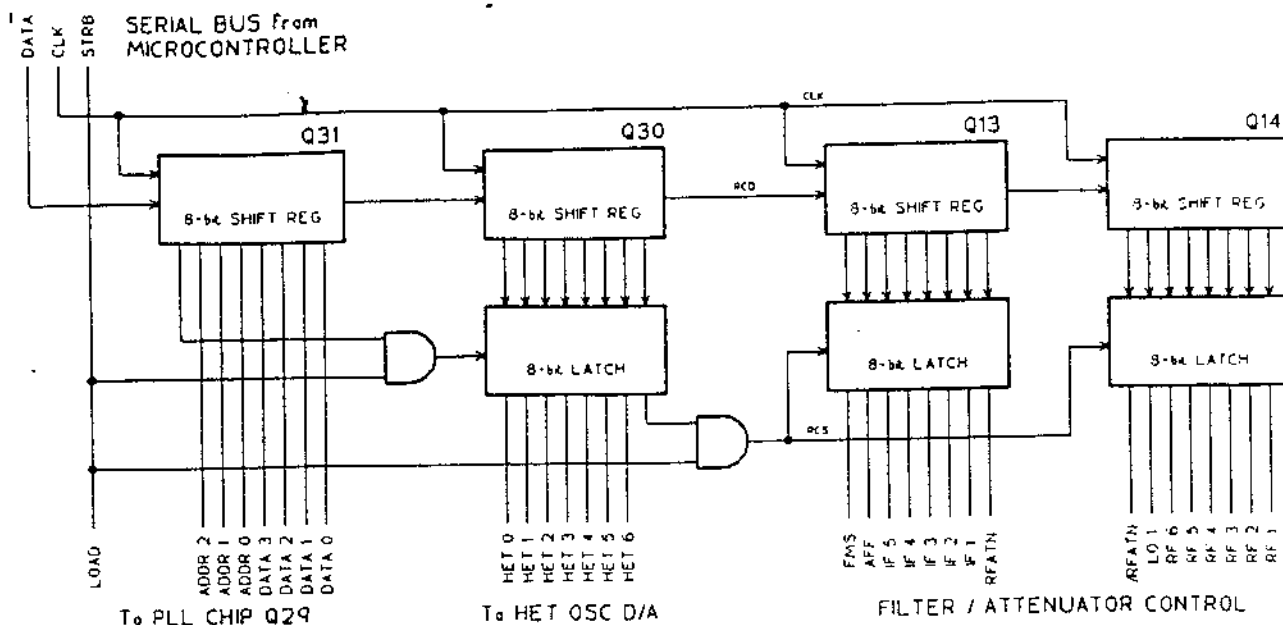 DATA
CLK
STRB
SERIAL BUS from
MICROCONTROLLER
CLK
Q31
Q30
Q13
Q14
8-bit SHIFT REG
8-bit SHIFT REG
RCD
8-bit SHIFT REG
8-bit SHIFT REG
8-bit LATCH
8-bit LATCH
8-bit LATCH
RCS
LOAD
ADDR 2
ADDR 1
ADDR 0
DATA 3
DATA 2
DATA 1
DATA 0
HET 0
HET 1
HET 2
HET 3
HET 4
HET 5
HET 6
FMS
AFF
IF 5
IF 4
IF 3
IF 2
IF 1
RFATN
/RFATN
LO 1
RF 6
RF 5
RF 4
RF 3
RF 2
RF 1
To PLL CHIP Q29
To HET OSC D/A
FILTER / ATTENUATOR CONTROL